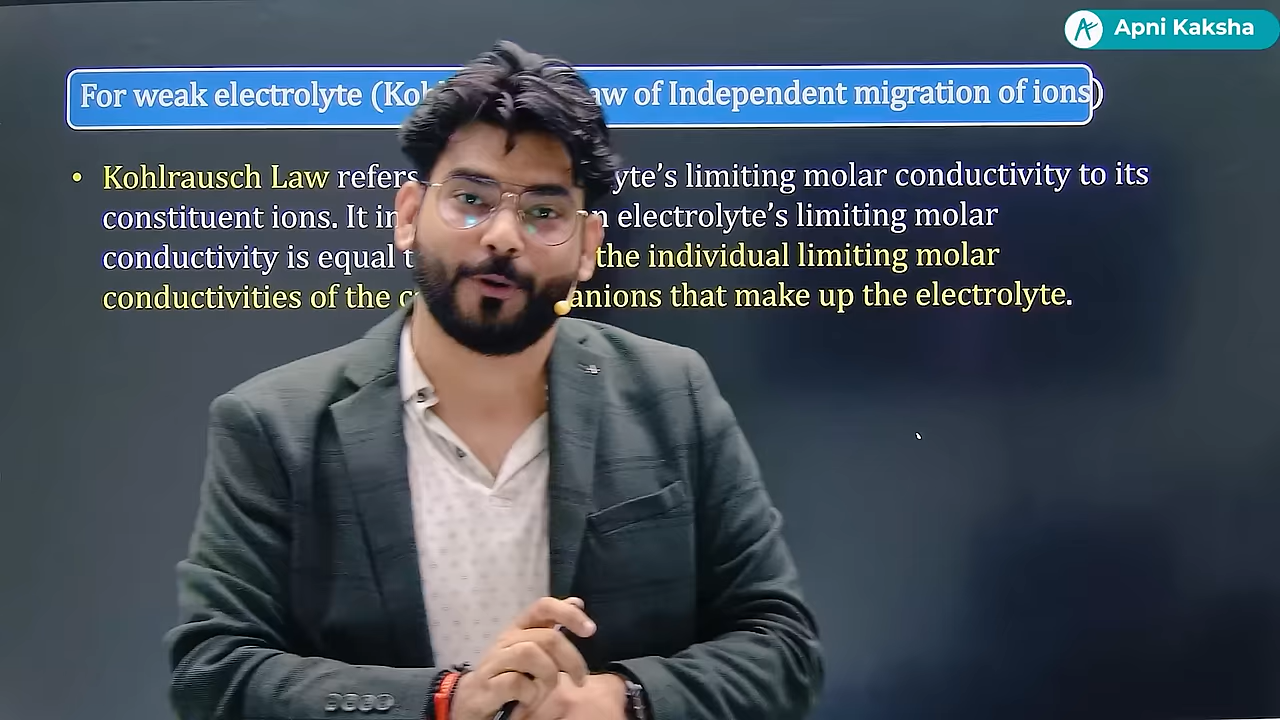 Apni Kaksha
For weak electrolyte (Kohl aw of Independent migration of ions)
Kohlrausch Law refers yte's limiting molar conductivity to its
constituent ions. It in n electrolyte's limiting molar
conductivity is equal t the individual limiting molar
conductivities of the c anions that make up the electrolyte.